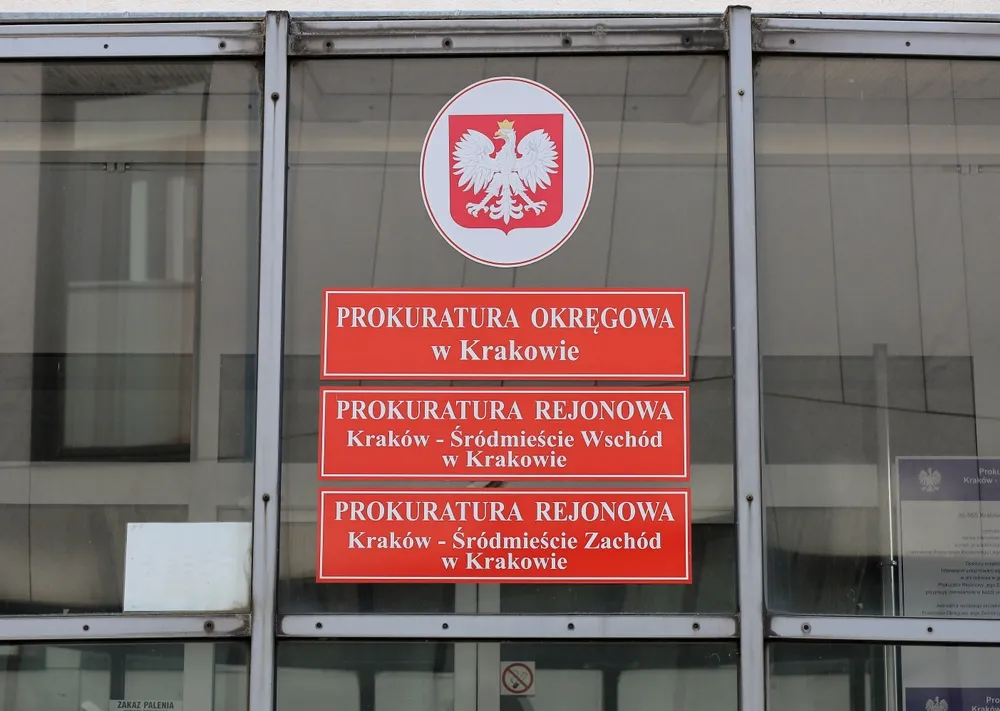 PROKURATURA OKRĘGOWA
w Krakowie
PROKURATURA REJONOWA
Kraków - Śródmieście Wschód
w Krakowie
PROKURATURA REJONOWA
Kraków - Śródmieście Zachód
w Krakowie
ZAKAZ PALENIA